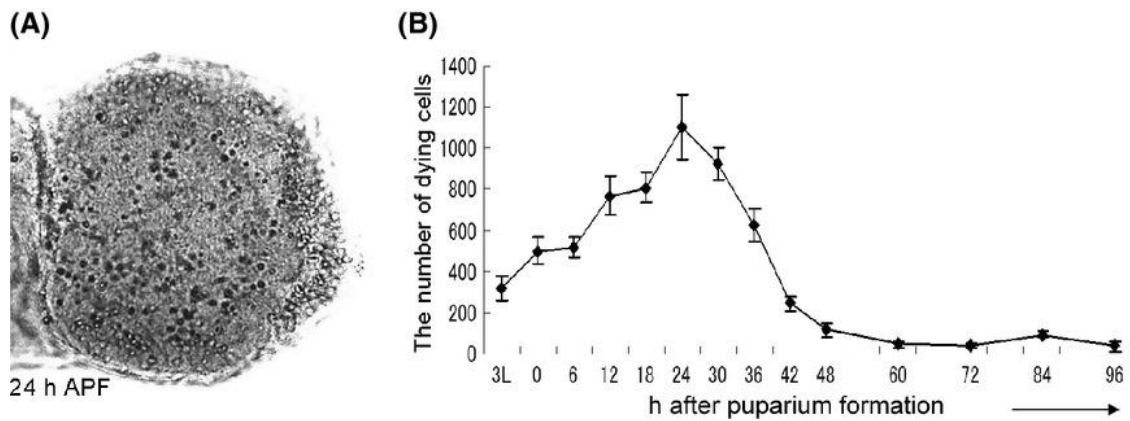 (A)
24 h APF
(B)
The number of dying cells
1400
1200
1000
800
600
400
200
0
3L 0 6 12 18 24 30 36 42 48 60 72 84 96
h after puparium formation